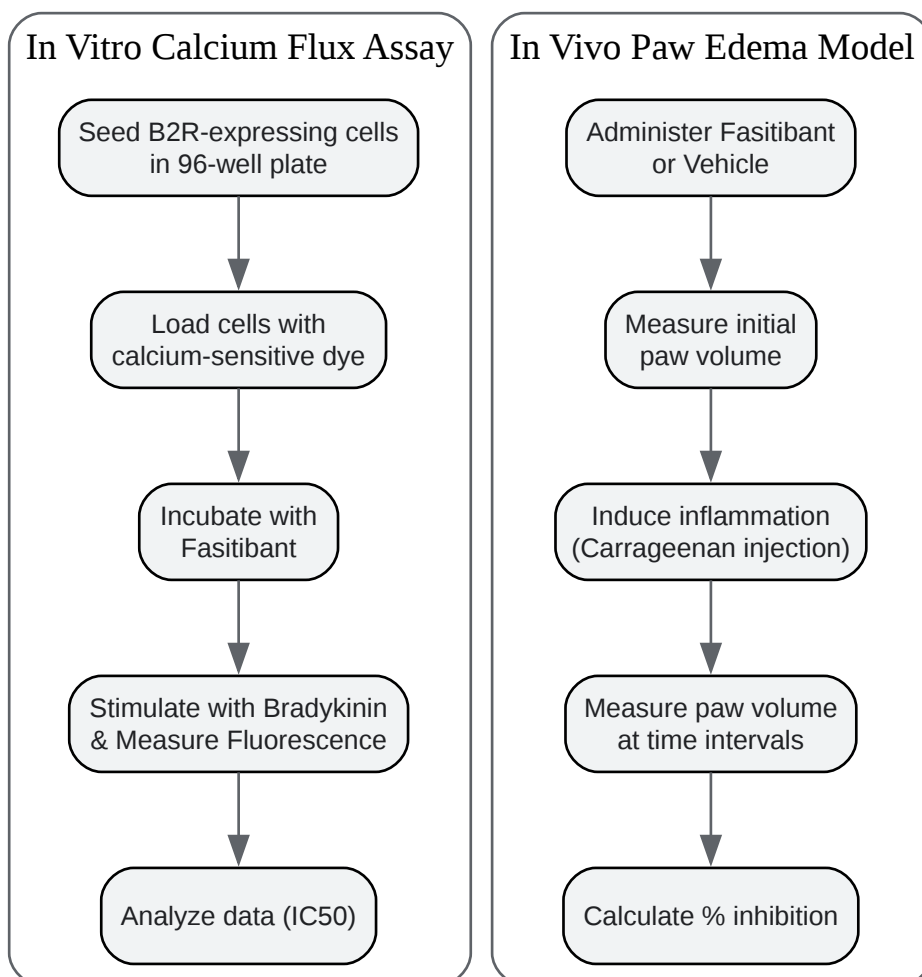 In Vitro Calcium Flux Assay
Seed B2R-expressing cells
in 96-well plate
Load cells with
calcium-sensitive dye
Incubate with
Fasitibant
Stimulate with Bradykinin
& Measure Fluorescence
Analyze data (IC50)
In Vivo Paw Edema Model
Administer Fasitibant
or Vehicle
Measure initial
paw volume
Induce inflammation
(Carrageenan injection)
Measure paw volume
at time intervals
Calculate % inhibition